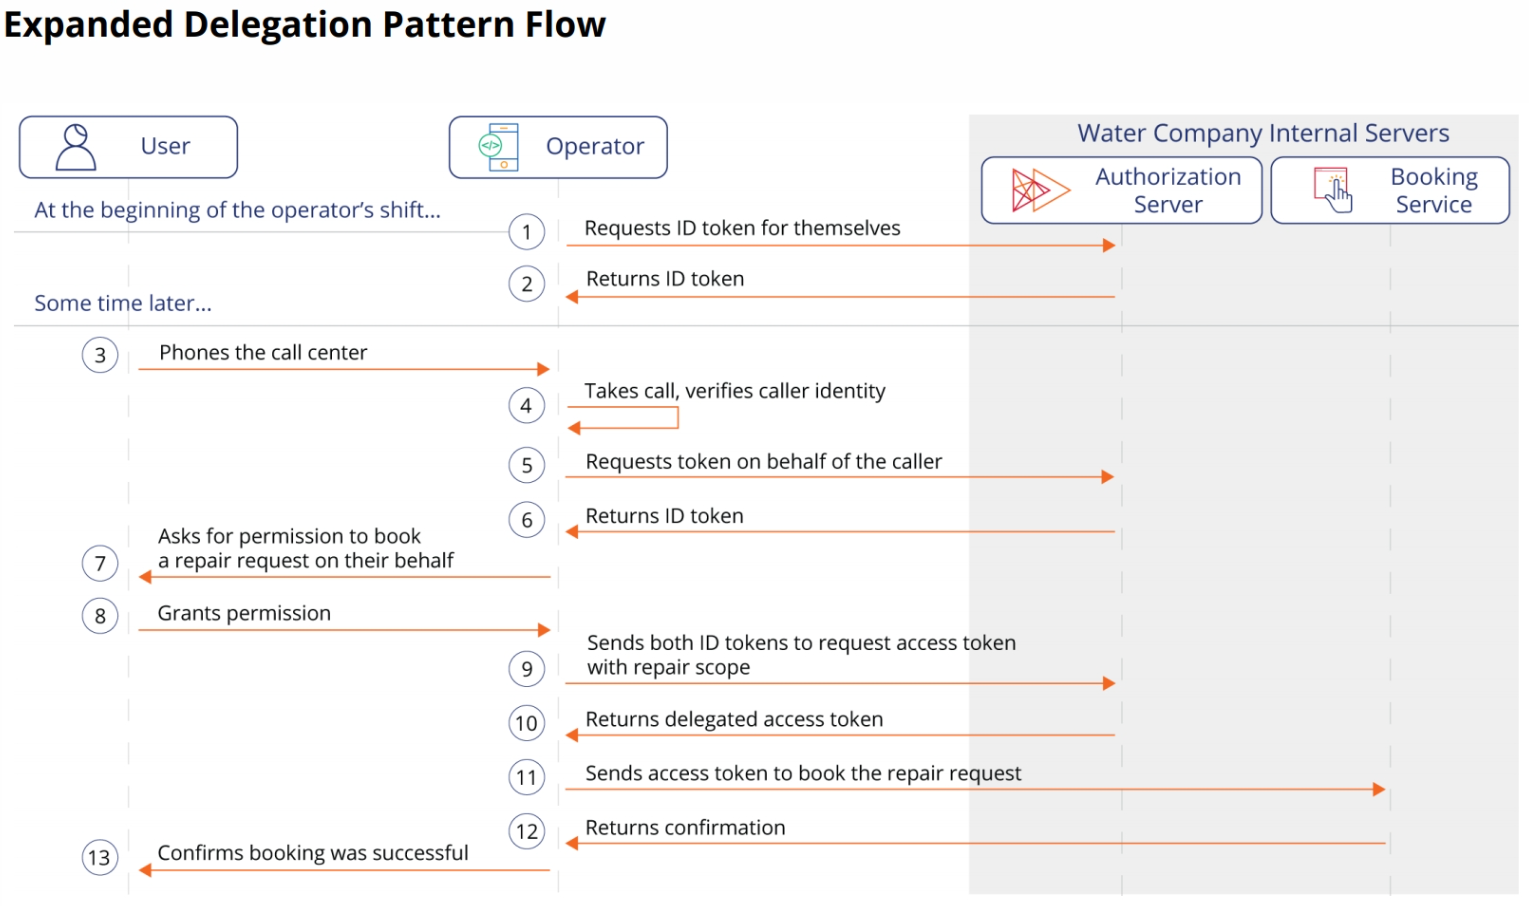 Expanded Delegation Pattern Flow
User
Operator
Water Company Internal Servers
Authorization
Server
Booking
Service
At the beginning of the operator's shift...
1
Requests ID token for themselves
2
Returns ID token
Some time later...
3
Phones the call center
4
Takes call, verifies caller identity
5
Requests token on behalf of the caller
6
Returns ID token
7
Asks for permission to book
a repair request on their behalf
8
Grants permission
9
Sends both ID tokens to request access token
with repair scope
10
Returns delegated access token
11
Sends access token to book the repair request
12
Returns confirmation
13
Confirms booking was successful